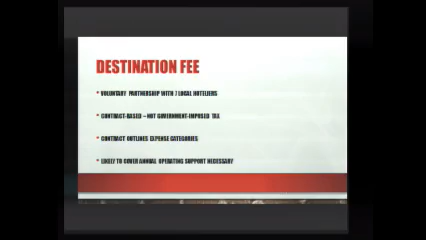 DESTINATION FEE
• VOLUNTARY PARTNERSHIP WITH 7 LOCAL HOTELIERS
• CONTRACT-BASED – NOT GOVERNMENT-IMPOSED TAX
• CONTRACT OUTLINES EXPENSE CATEGORIES
• LIKELY TO COVER ANNUAL OPERATING SUPPORT NECESSARY